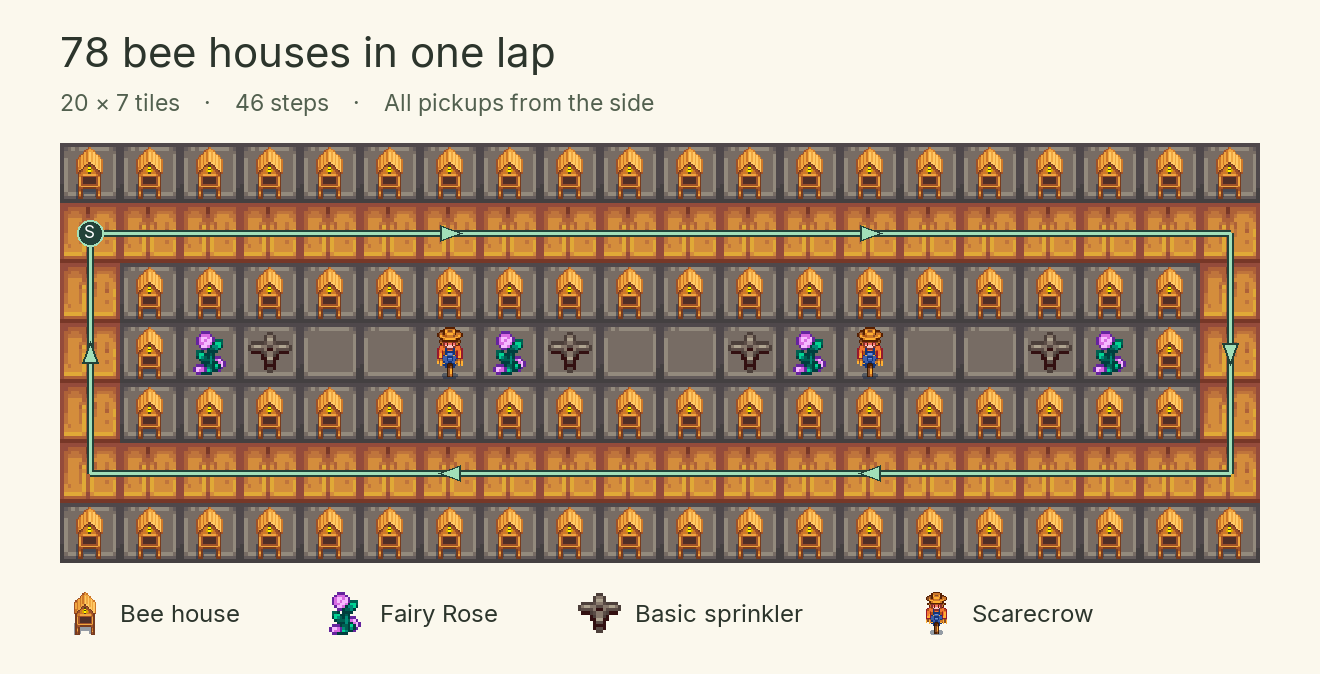 78 bee houses in one lap
20 × 7 tiles · 46 steps · All pickups from the side
S
Bee house Fairy Rose Basic sprinkler Scarecrow